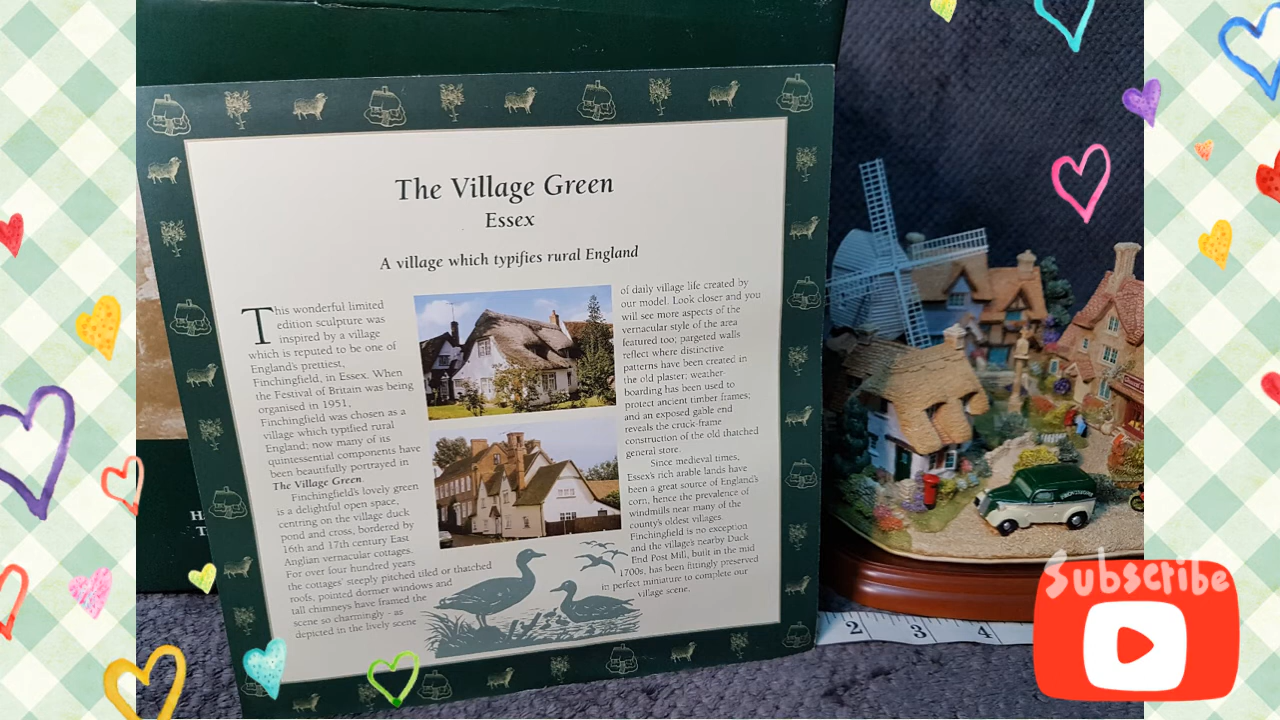 The Village Green
Essex
A village which typifies rural England
This wonderful limited
edition sculpture was
inspired by a village
which is reputed to be one of
England's prettiest,
Finchingfield, in Essex. When
the Festival of Britain was being
organised in 1951,
Finchingfield was chosen as a
village which typified rural
England; now many of its
quintessential components have
been beautifully portrayed in
The Village Green.
Finchingfield's lovely green
is a delightful open space,
centring on the village duck
pond and cross, bordered by
16th and 17th century East
Anglian vernacular cottages.
For over four hundred years
the cottages' steeply pitched tiled or thatched
roofs, pointed dormer windows and
tall chimneys have framed the
scene so charmingly - as
depicted in the lively scene
of daily village life created by
our model. Look closer and you
will see more aspects of the
vernacular style of the area
featured too; pargeted walls
reflect where distinctive
patterns have been created in
the old plaster; weather-
boarding has been used to
protect ancient timber frames;
and an exposed gable end
reveals the cruck-frame
construction of the old thatched
general store.
Since medieval times,
Essex's rich arable lands have
been a great source of England's
corn, hence the prevalence of
windmills near many of the
county's oldest villages.
Finchingfield is no exception
and the village's nearby Duck
End Post Mill, built in the mid
1700s, has been fittingly preserved
in perfect miniature to complete our
village scene.
H
T
2 3 4
Subscribe